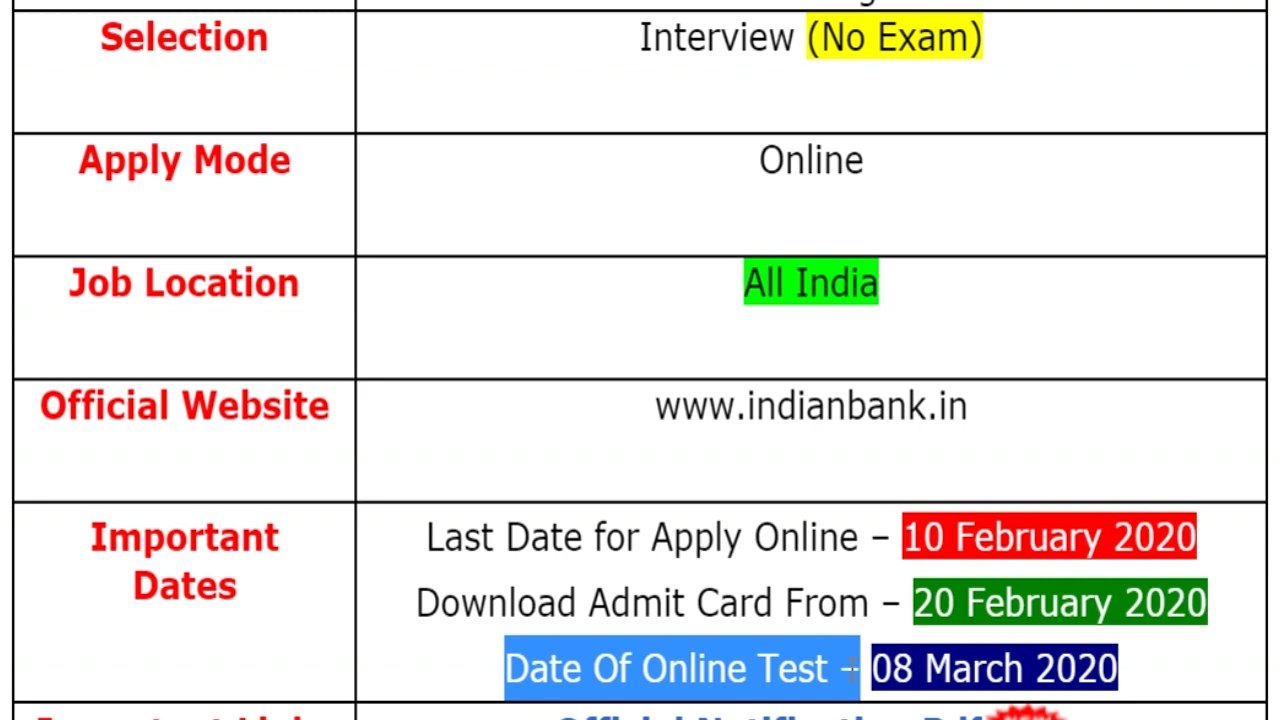 Selection
Interview (No Exam)
Apply Mode
Online
Job Location
All India
Official Website
www.indianbank.in
Important
Dates
Last Date for Apply Online – 10 February 2020
Download Admit Card From – 20 February 2020
Date Of Online Test – 08 March 2020